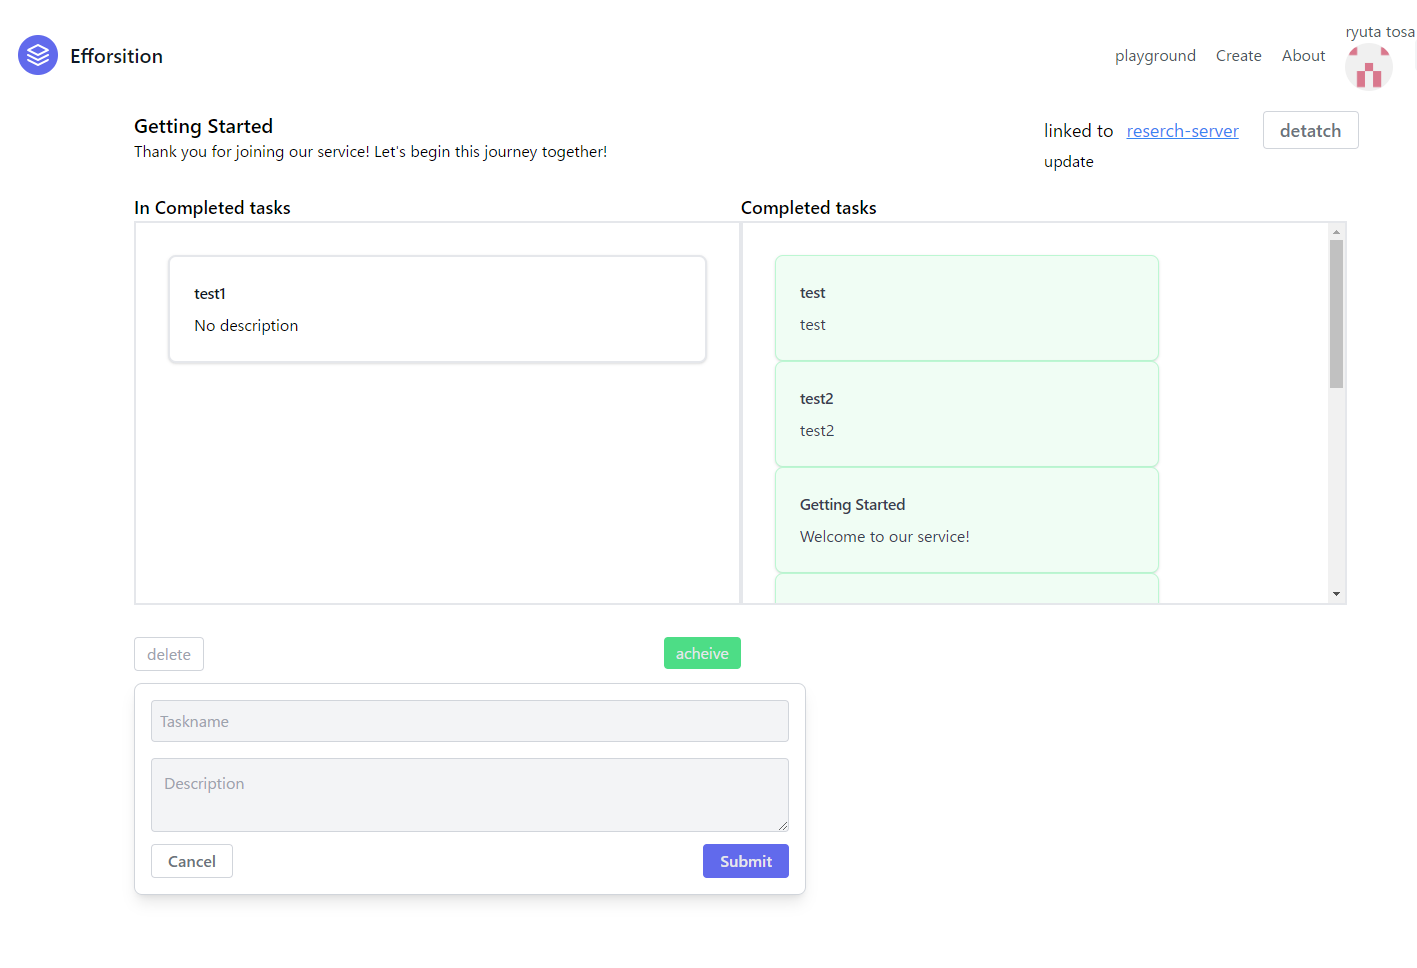 Efforsition
playground Create About
ryuta tosa
Getting Started
Thank you for joining our service! Let's begin this journey together!
linked to reserch-server detatch
update
In Completed tasks
test1
No description
Completed tasks
test
test
test2
test2
Getting Started
Welcome to our service!
delete
acheive
Taskname
Description
Cancel
Submit